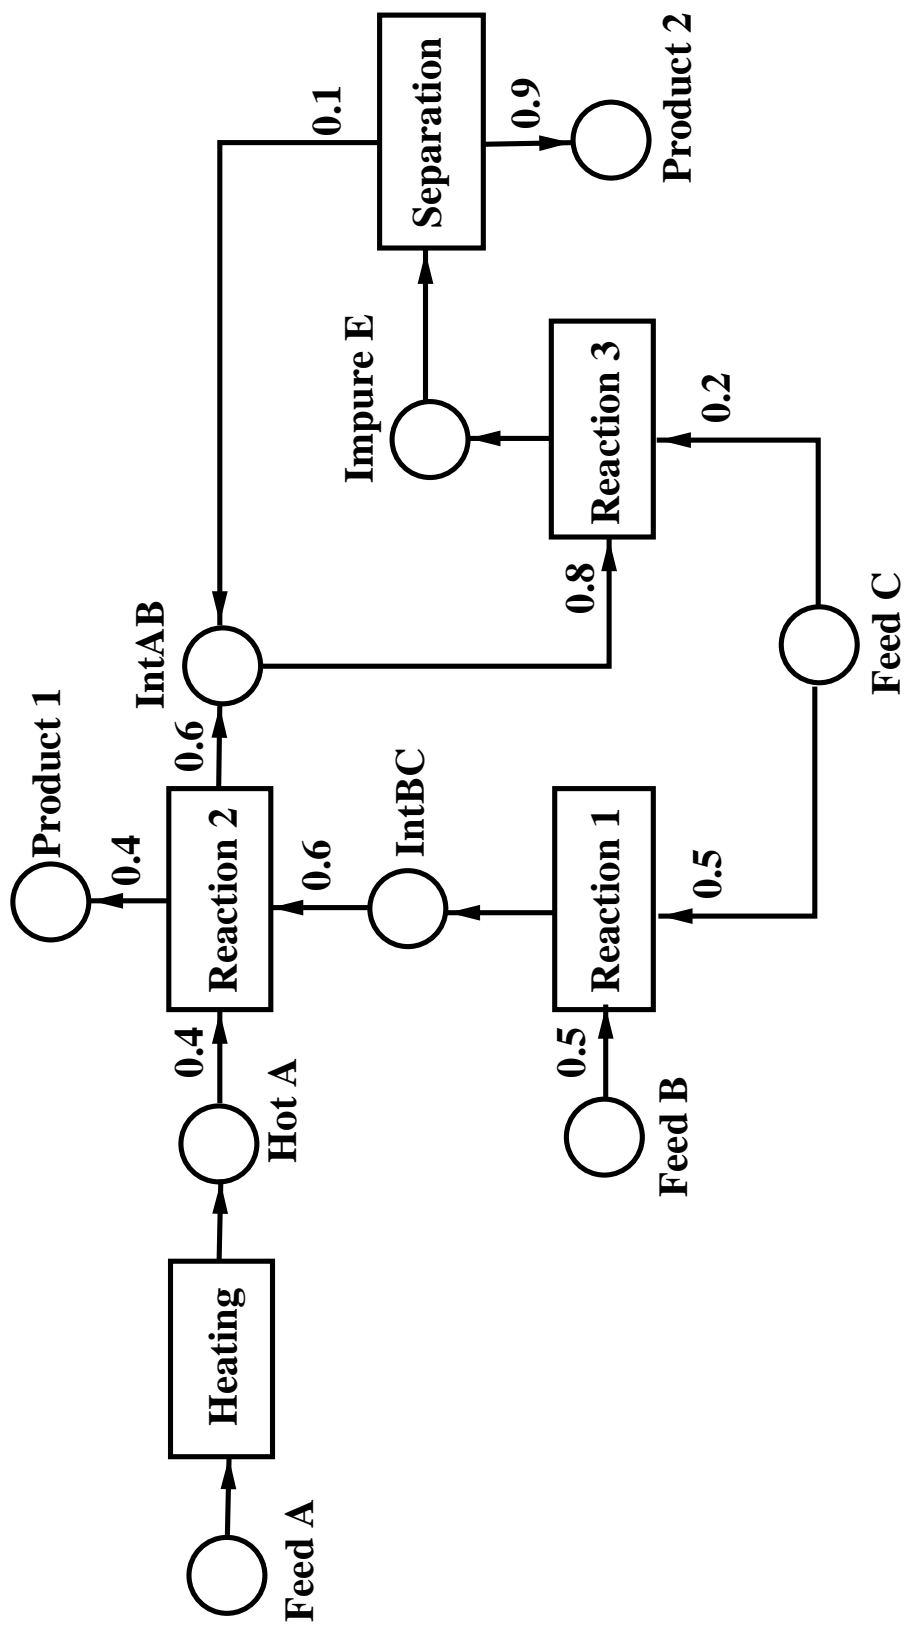 Product 1
0.4
IntAB
0.1
Feed A
Heating
Hot A
0.4
Reaction 2
0.6
0.6
IntBC
Impure E
Separation
0.9
Product 2
0.8
Reaction 3
0.2
Feed B
0.5
Reaction 1
0.5
Feed C